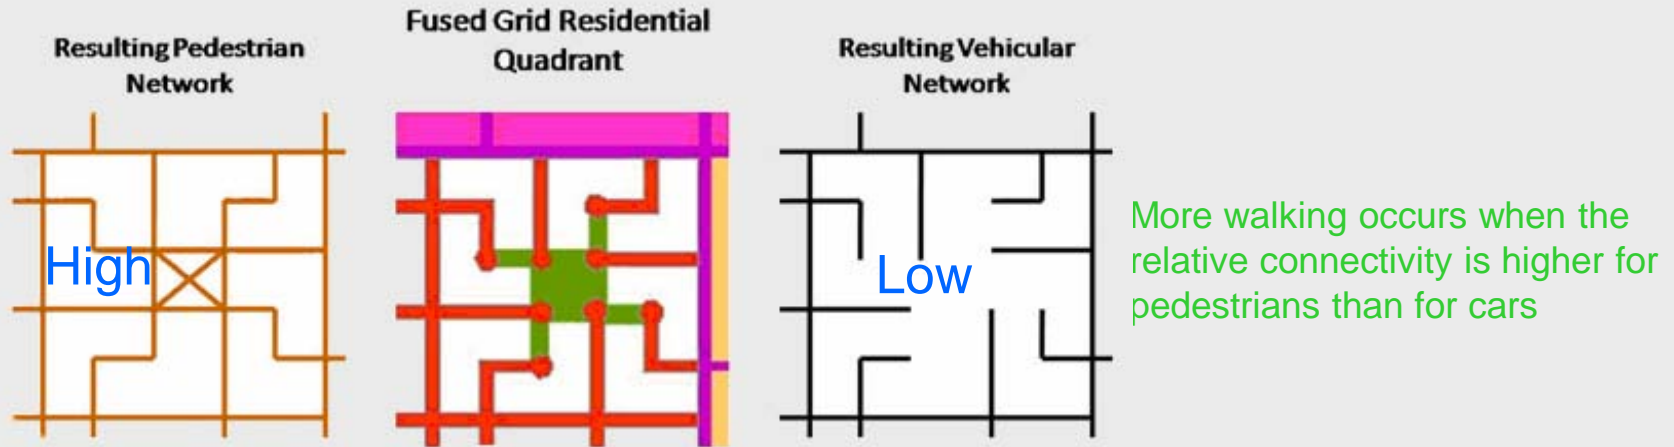 Resulting Pedestrian
Network
Fused Grid Residential
Quadrant
Resulting Vehicular
Network
High
Low
More walking occurs when the
relative connectivity is higher for
pedestrians than for cars